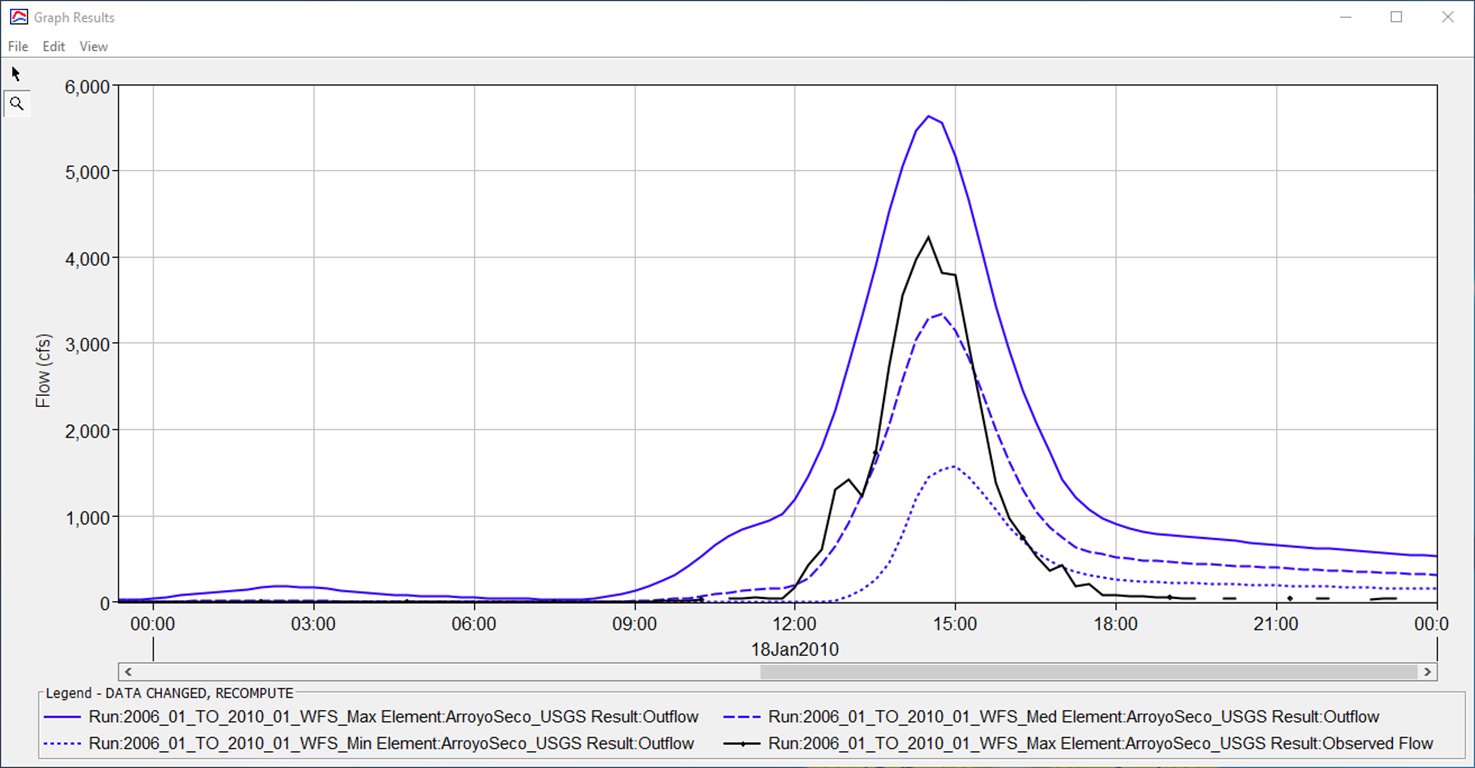 Graph Results
File Edit View
6,000
5,000
4,000
3,000
2,000
1,000
0
Flow (cfs)
00:00 03:00 06:00 09:00 12:00 15:00 18:00 21:00 00:0
18Jan2010
Legend - DATA CHANGED, RECOMPUTE
Run:2006_01_TO_2010_01_WFS_Max Element:ArroyoSeco_USGS Result:Outflow Run:2006_01_TO_2010_01_WFS_Med Element:ArroyoSeco_USGS Result:Outflow
Run:2006_01_TO_2010_01_WFS_Min Element:ArroyoSeco_USGS Result:Outflow Run:2006_01_TO_2010_01_WFS_Max Element:ArroyoSeco_USGS Result:Observed Flow